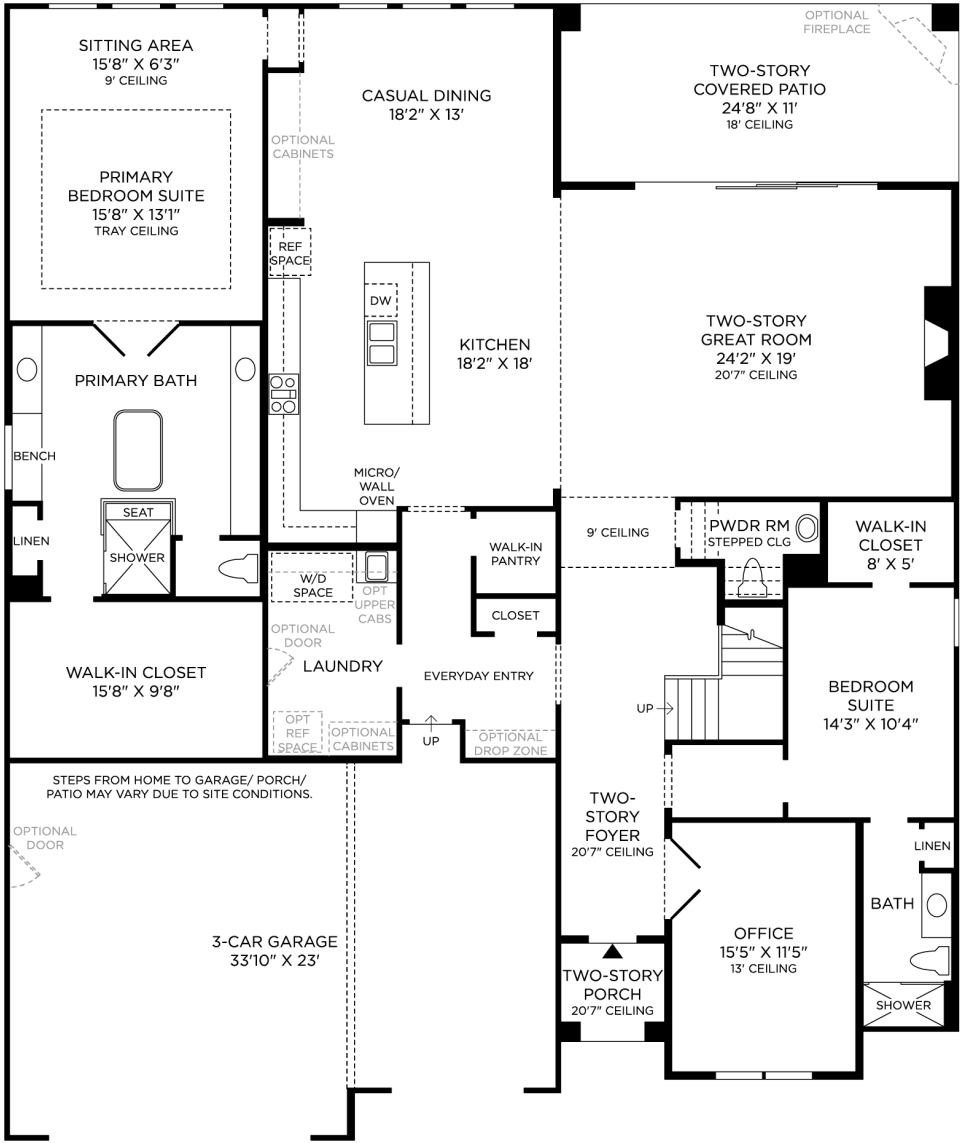 SITTING AREA
15'8" X 6'3"
9' CEILING
PRIMARY
BEDROOM SUITE
15'8" X 13'1"
TRAY CEILING
CASUAL DINING
18'2" X 13'
OPTIONAL
CABINETS
OPTIONAL
FIREPLACE
TWO-STORY
COVERED PATIO
24'8" X 11'
18' CEILING
REF
SPACE
DW
KITCHEN
18'2" X 18'
TWO-STORY
GREAT ROOM
24'2" X 19'
20'7" CEILING
PRIMARY BATH
BENCH
LINEN
SEAT
SHOWER
MICRO/
WALL
OVEN
WALK-IN
PANTRY
9' CEILING
PWDR RM
STEPPED CLG
WALK-IN
CLOSET
8' X 5'
W/D
SPACE
OPT
UPPER
CABS
CLOSET
OPTIONAL
DOOR
LAUNDRY
EVERYDAY ENTRY
WALK-IN CLOSET
15'8" X 9'8"
OPT
REF
SPACE
OPTIONAL
CABINETS
UP
OPTIONAL
DROP ZONE
UP
BEDROOM
SUITE
14'3" X 10'4"
STEPS FROM HOME TO GARAGE/ PORCH/
PATIO MAY VARY DUE TO SITE CONDITIONS.
OPTIONAL
DOOR
TWO-
STORY
FOYER
20'7" CEILING
LINEN
BATH
3-CAR GARAGE
33'10" X 23'
OFFICE
15'5" X 11'5"
13' CEILING
TWO-STORY
PORCH
20'7" CEILING
SHOWER